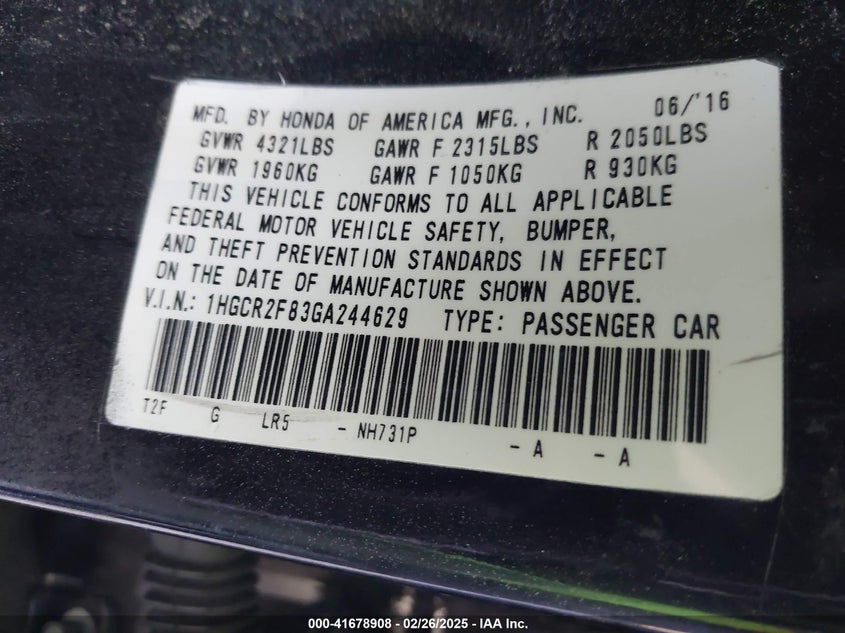 MFD. BY HONDA OF AMERICA MFG., INC. 06/'16
GVWR 4321LBS GAWR F 2315LBS R 2050LBS
GVWR 1960KG GAWR F 1050KG R 930KG
THIS VEHICLE CONFORMS TO ALL APPLICABLE
FEDERAL MOTOR VEHICLE SAFETY, BUMPER,
AND THEFT PREVENTION STANDARDS IN EFFECT
ON THE DATE OF MANUFACTURE SHOWN ABOVE.
V.I.N.: 1HGCR2F83GA244629 TYPE: PASSENGER CAR
T2F G LR5 - NH731P - A - A
000-41678908 - 02/26/2025 - IAA Inc.